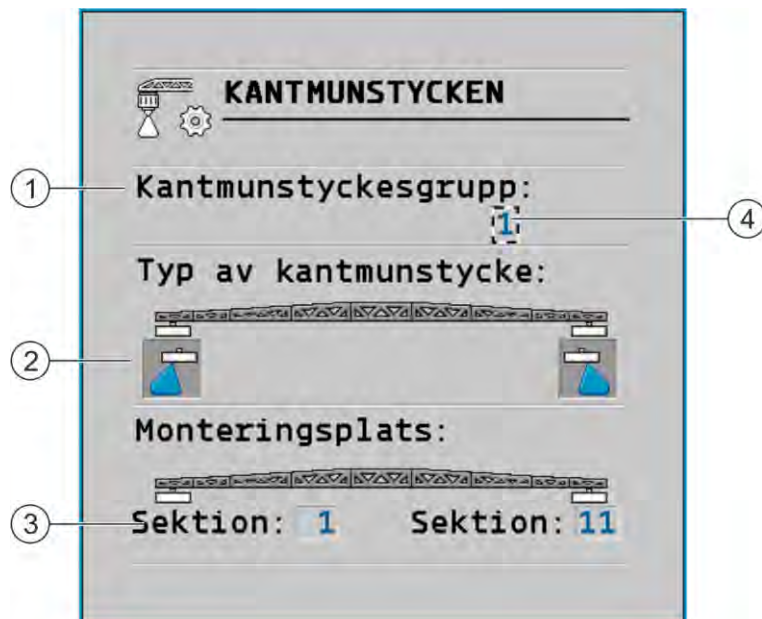 KANTMUNSTYCKEN
1 Kantmunstyckesgrupp:
1 4
Typ av kantmunstycke:
2
Monteringsplats:
3 Sektion: 1 Sektion: 11